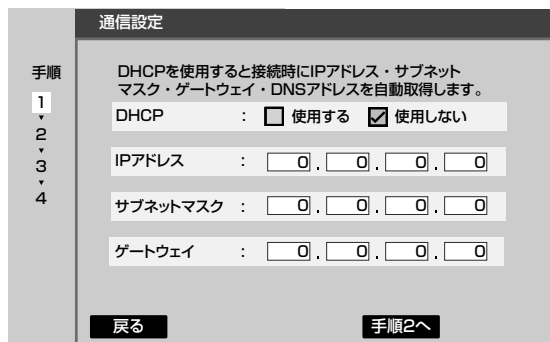 通信設定
手順
1
2
3
4
DHCPを使用すると接続時にIPアドレス・サブネット
マスク・ゲートウェイ・DNSアドレスを自動取得します。
DHCP : 使用する 使用しない
IPアドレス : 0 . 0 . 0 . 0
サブネットマスク : 0 . 0 . 0 . 0
ゲートウェイ : 0 . 0 . 0 . 0
戻る 手順2へ